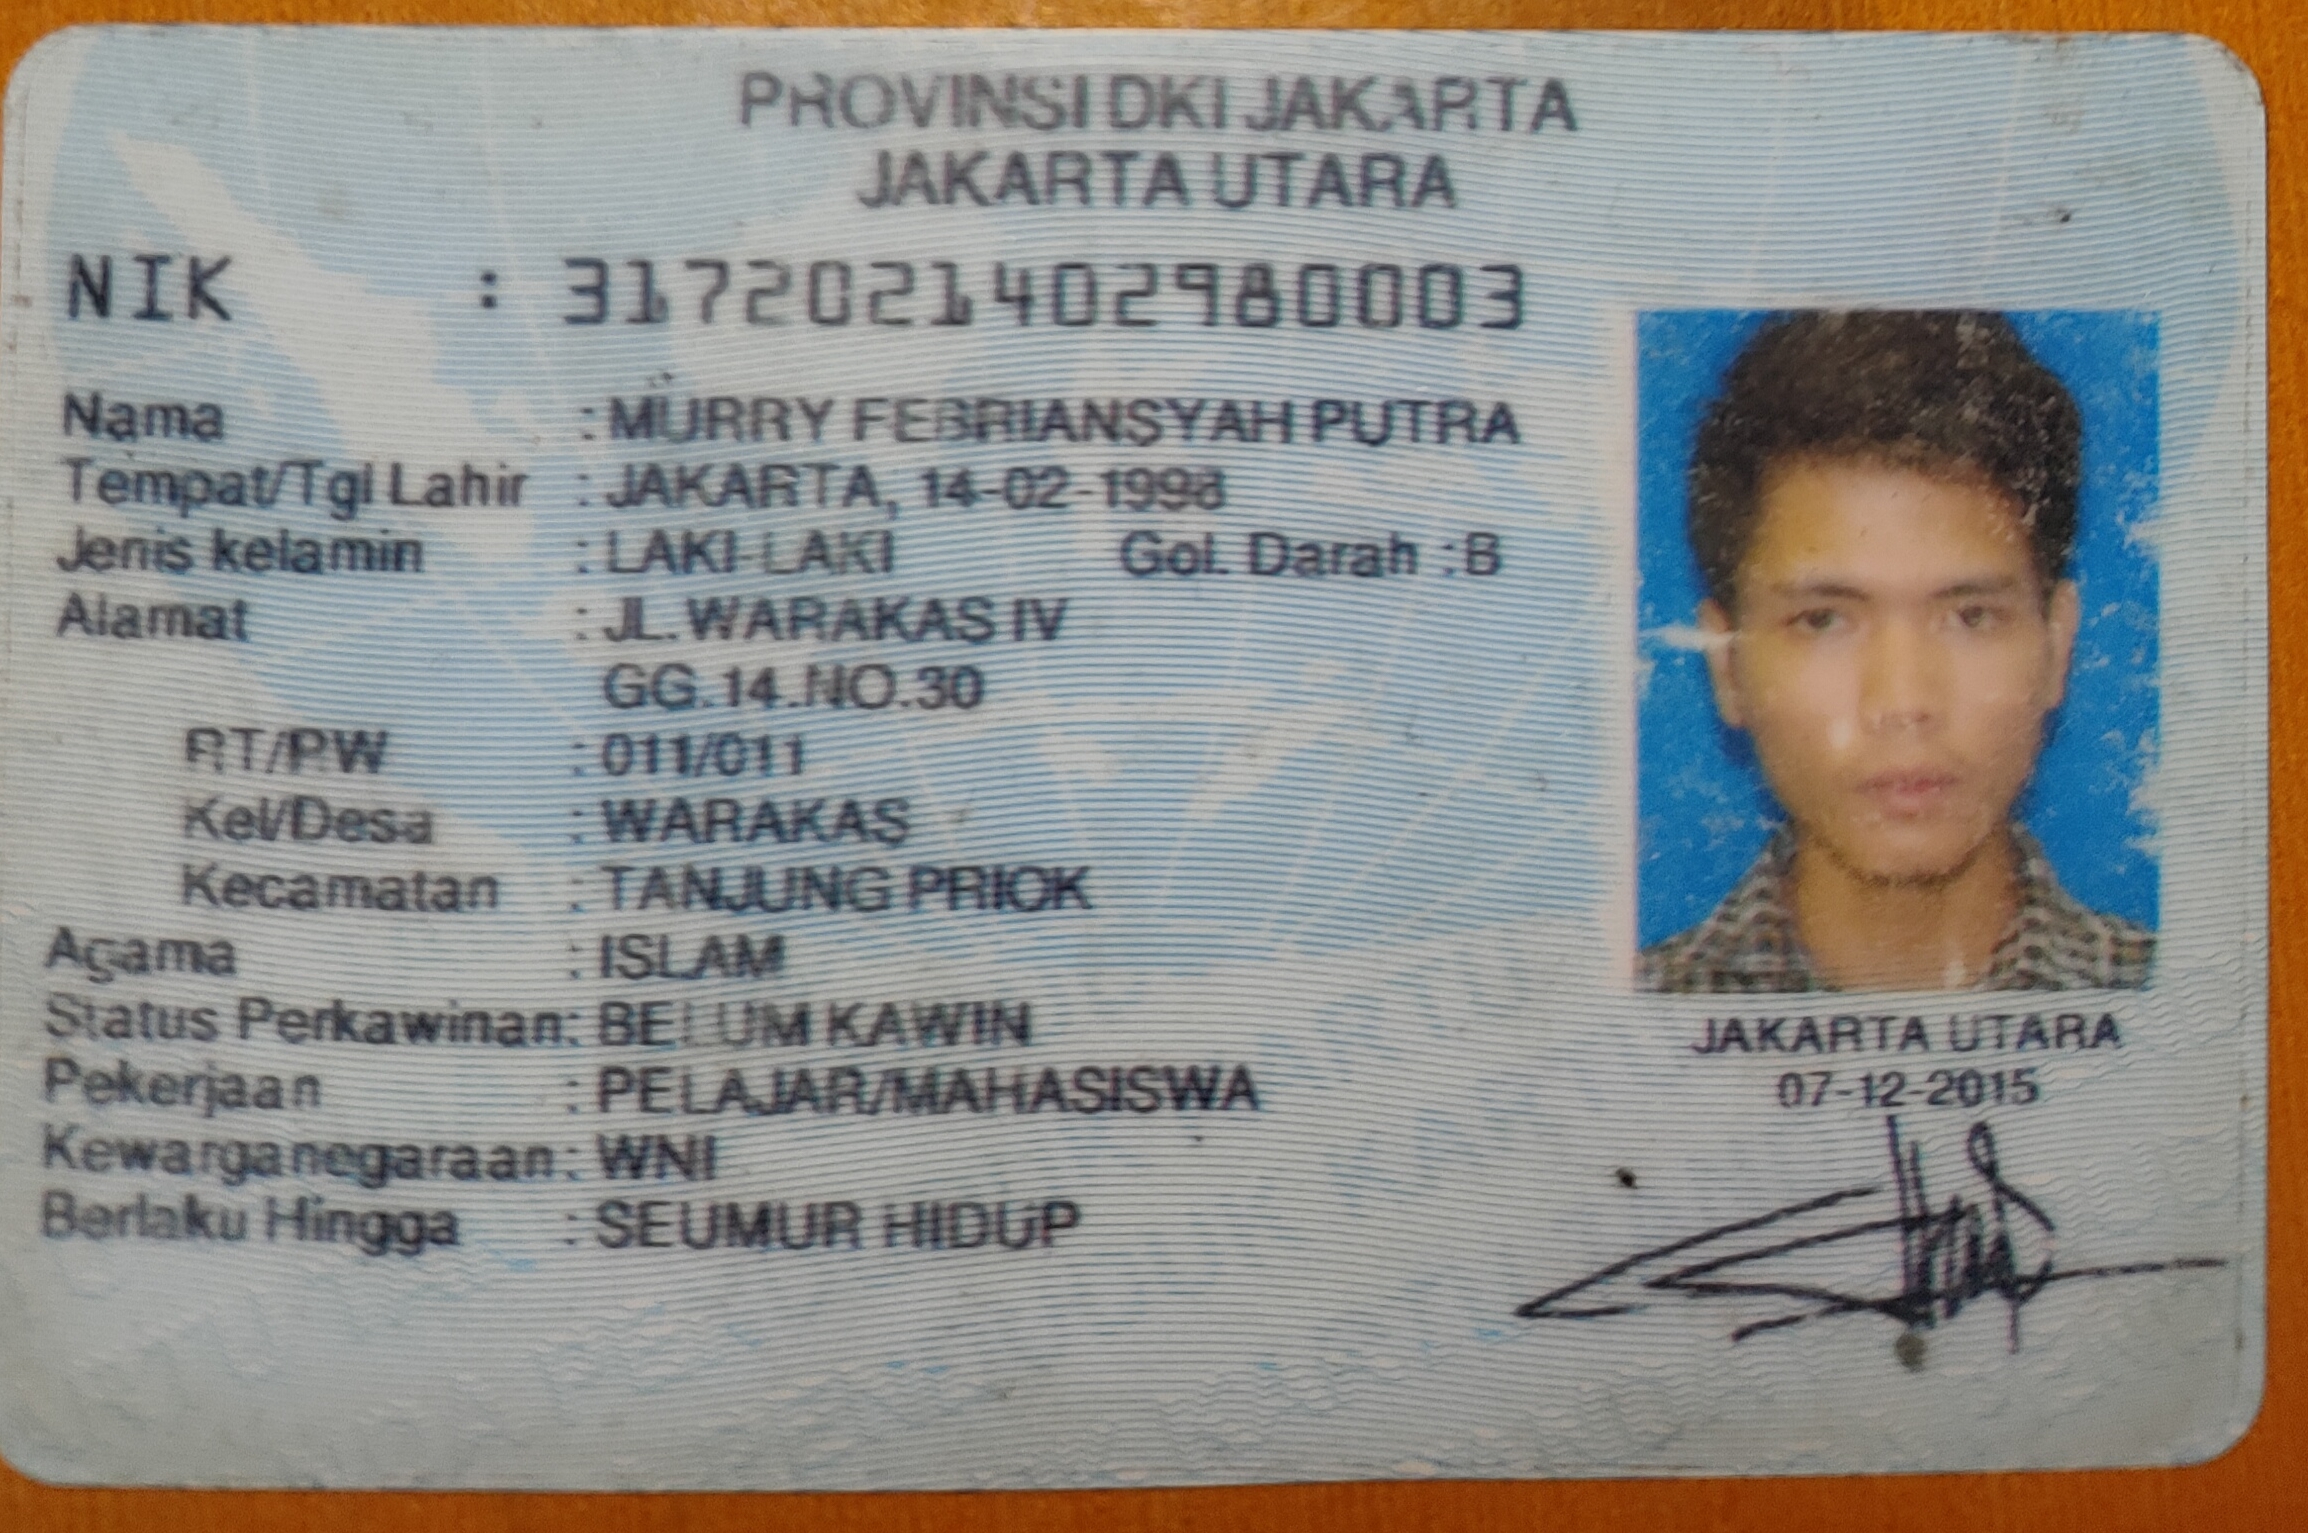 PROVINSI DKI JAKARTA
JAKARTA UTARA
NIK : 3172021402980003
Nama : MURRY FEBRIANSYAH PUTRA
Tempat/Tgl Lahir : JAKARTA, 14-02-1998
Jenis kelamin : LAKI-LAKI Gol. Darah : B
Alamat : JL. WARAKAS IV
GG.14.NO.30
RT/RW : 011/011
Kel/Desa : WARAKAS
Kecamatan : TANJUNG PRIOK
Agama : ISLAM
Status Perkawinan: BELUM KAWIN
Pekerjaan : PELAJAR/MAHASISWA
Kewarganegaraan: WNI
Berlaku Hingga : SEUMUR HIDUP
JAKARTA UTARA
07-12-2015